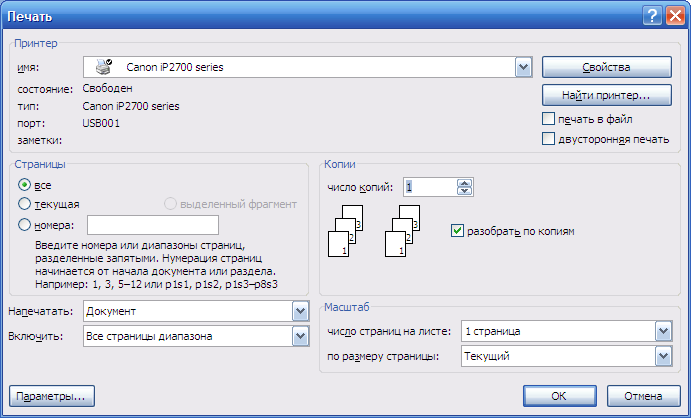 Печать
Принтер
имя: Canon iP2700 series
Свойства
состояние: Свободен
Найти принтер...
тип: Canon iP2700 series
порт: USB001
печать в файл
заметки:
двусторонняя печать
Страницы
все
текущая
выделенный фрагмент
номера:
Введите номера или диапазоны страниц,
разделенные запятыми. Нумерация страниц
начинается от начала документа или раздела.
Например: 1, 3, 5–12 или p1s1, p1s2, p1s3–p8s3
Копии
число копий: 1
3 3
2 2
1 1
разобрать по копиям
Напечатать: Документ
Включить: Все страницы диапазона
Масштаб
число страниц на листе: 1 страница
по размеру страницы: Текущий
Параметры...
ОК
Отмена